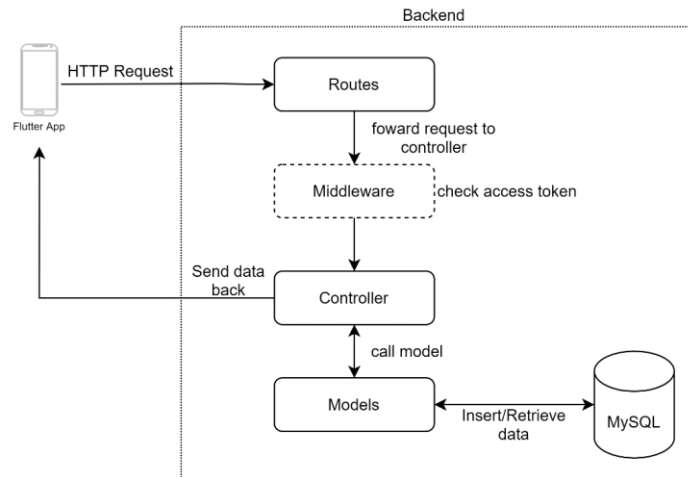 Backend
HTTP Request
Routes
Flutter App
foward request to
controller
Middleware
check access token
Send data
back
Controller
call model
Models
Insert/Retrieve
data
MySQL